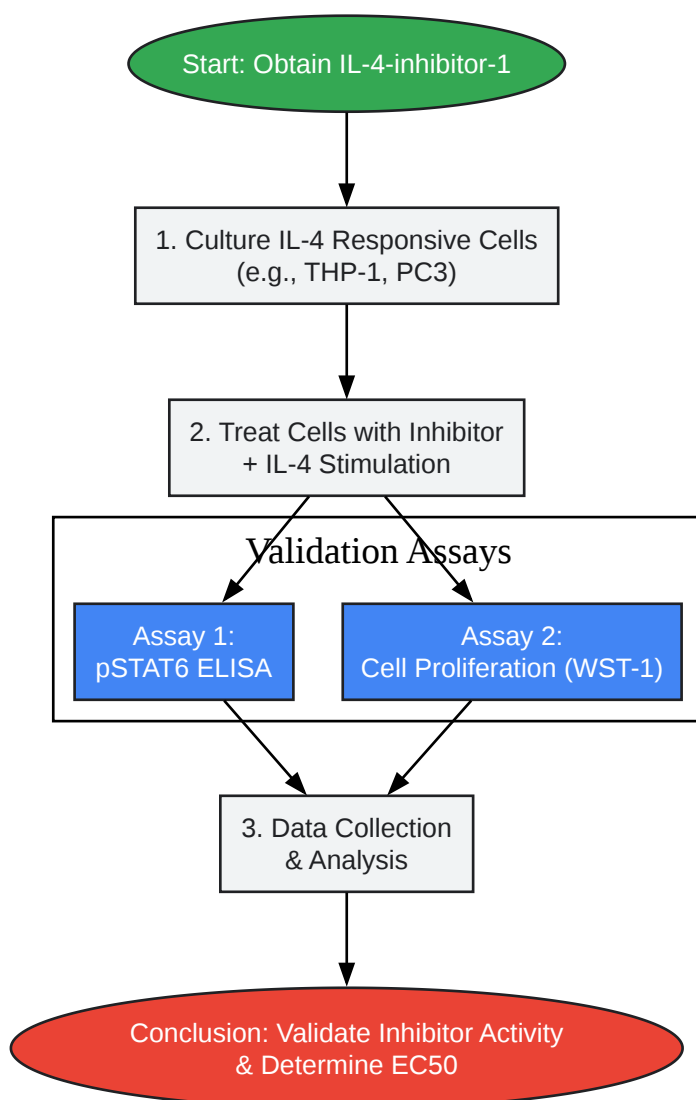 Start: Obtain IL-4-inhibitor-1
1. Culture IL-4 Responsive Cells
(e.g., THP-1, PC3)
2. Treat Cells with Inhibitor
+ IL-4 Stimulation
Validation Assays
Assay 1:
pSTAT6 ELISA
Assay 2:
Cell Proliferation (WST-1)
3. Data Collection
& Analysis
Conclusion: Validate Inhibitor Activity
& Determine EC50